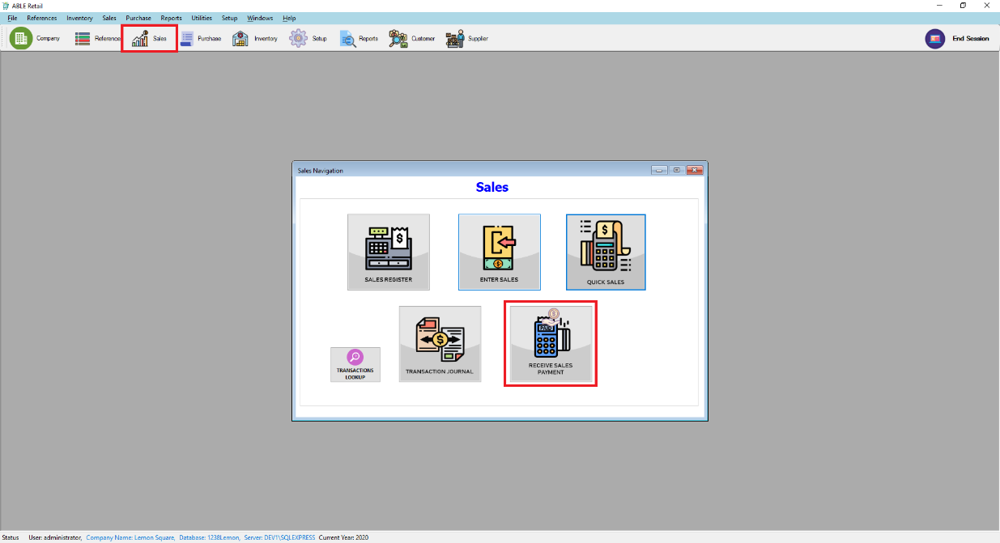 ABLE Retail
File References Inventory Sales Purchase Reports Utilities Setup Windows Help
Company Reference Sales Purchase Inventory Setup Reports Customer Supplier End Session
Sales Navigation
Sales
$
$
$
SALES REGISTER
ENTER SALES
QUICK SALES
$
$
PAID
TRANSACTIONS
LOOKUP
TRANSACTION JOURNAL
RECEIVE SALES
PAYMENT
Status User: administrator, Company Name: Lemon Square, Database: 1238Lemon, Server: DEV1\SQLEXPRESS Current Year: 2020